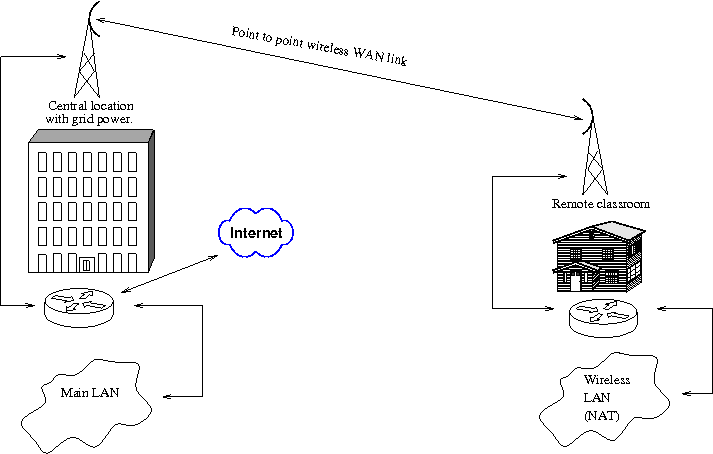 Point to point wireless WAN link
Central location
with grid power.
Remote classroom
Internet
Main LAN
Wireless
LAN
(NAT)